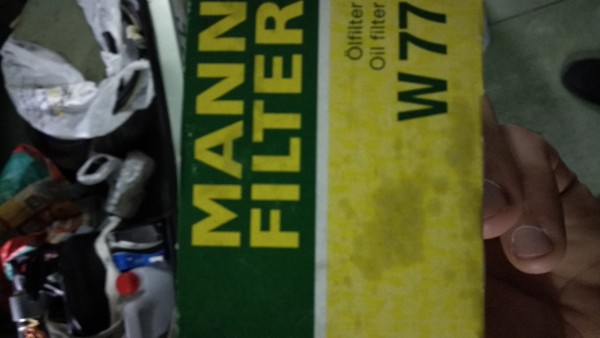 MANN
FILTER
Ölfilter
Oil filter
W 77